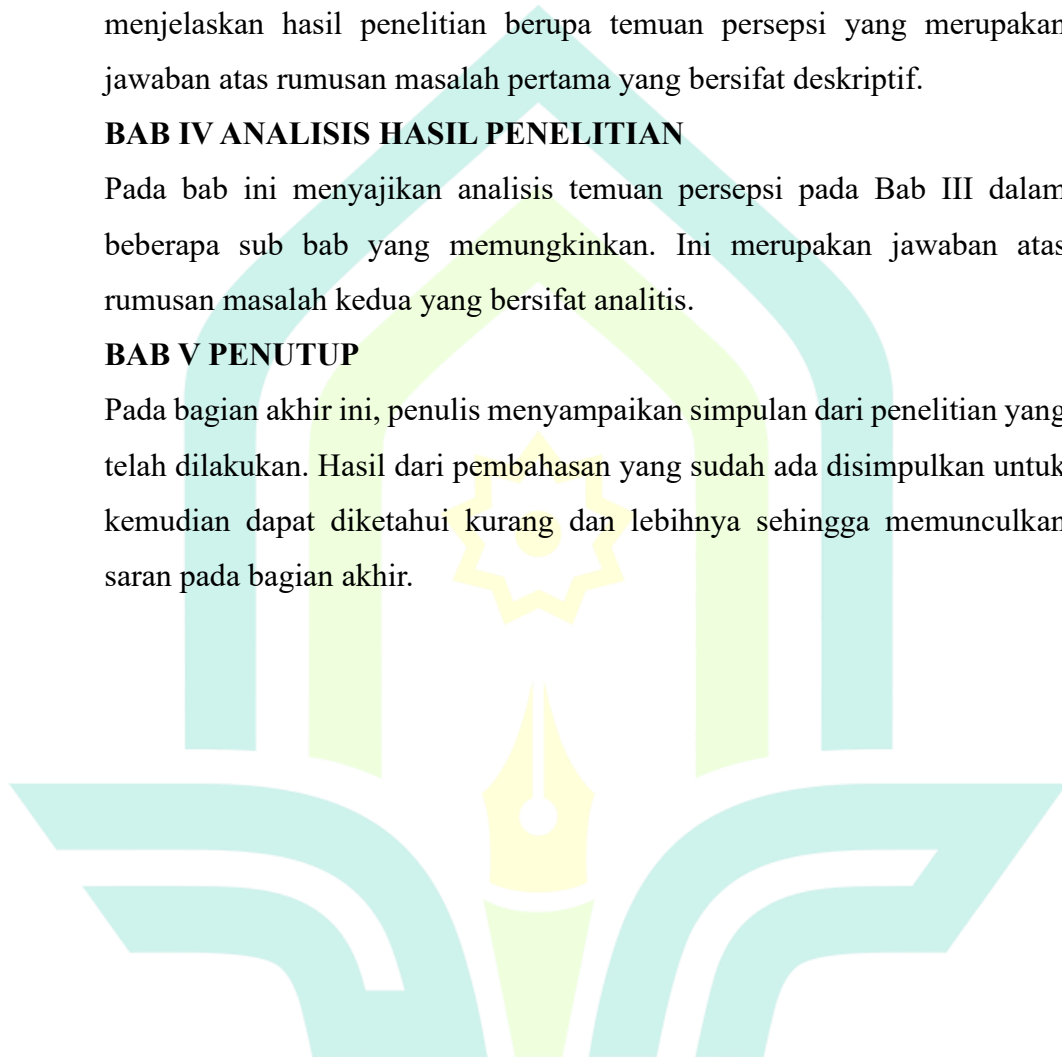 menjelaskan hasil penelitian berupa temuan persepsi yang merupakan
jawaban atas rumusan masalah pertama yang bersifat deskriptif.
BAB IV ANALISIS HASIL PENELITIAN
Pada bab ini menyajikan analisis temuan persepsi pada Bab III dalam
beberapa sub bab yang memungkinkan. Ini merupakan jawaban atas
rumusan masalah kedua yang bersifat analitis.
BAB V PENUTUP
Pada bagian akhir ini, penulis menyampaikan simpulan dari penelitian yang
telah dilakukan. Hasil dari pembahasan yang sudah ada disimpulkan untuk
kemudian dapat diketahui kurang dan lebihnya sehingga memunculkan
saran pada bagian akhir.